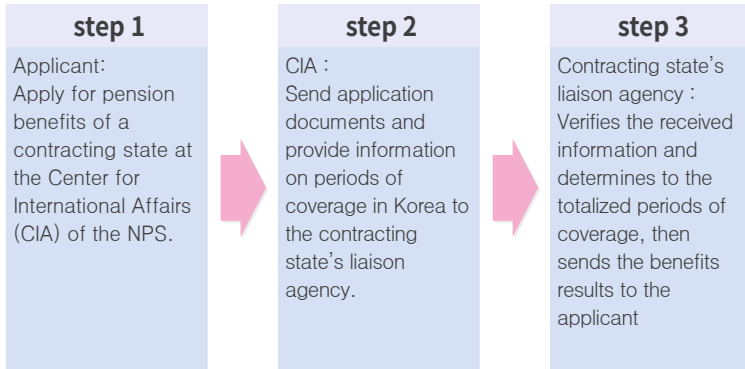 step 1
Applicant:
Apply for pension
benefits of a
contracting state at
the Center for
International Affairs
(CIA) of the NPS.
step 2
CIA :
Send application
documents and
provide information
on periods of
coverage in Korea to
the contracting
state's liaison
agency.
step 3
Contracting state's
liaison agency :
Verifies the received
information and
determines to the
totalized periods of
coverage, then
sends the benefits
results to the
applicant